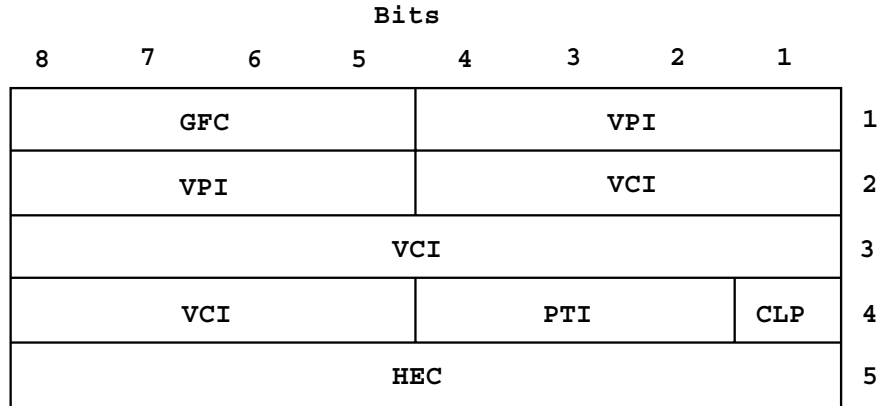 Bits
8 7 6 5 4 3 2 1
GFC VPI 1
VPI VCI 2
VCI 3
VCI PTI CLP 4
HEC 5